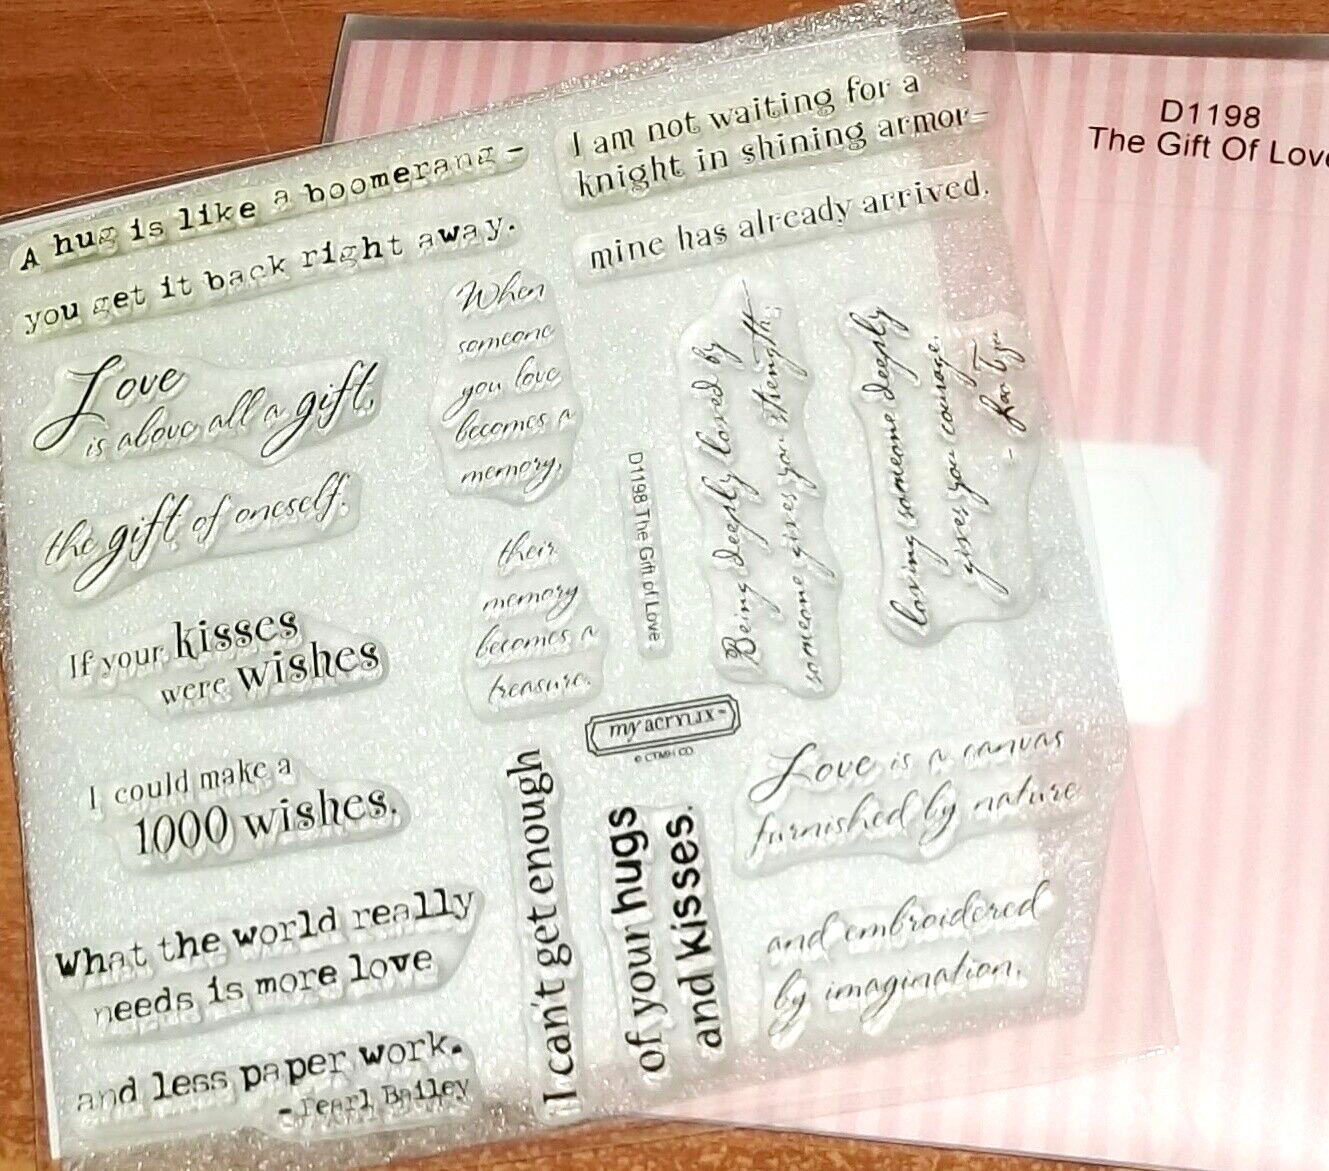 D1198
The Gift Of Love
I am not waiting for a
knight in shining armor-
mine has already arrived.
A hug is like a boomerang -
you get it back right away.
When
someone
you love
becomes a
memory,
their
memory
becomes a
treasure.
Love
is above all a gift,
the gift of oneself.
Being deeply loved by
someone gives you strength,
loving someone deeply
gives you courage.
- Lao Tzu
D1198 The Gift of Love
If your kisses
were wishes
I could make a
1000 wishes.
my acrylix
© CTMH CO.
I can't get enough
of your hugs
and kisses.
Love is a canvas
furnished by nature
and embroidered
by imagination.
What the world really
needs is more love
and less paper work.
-Pearl Bailey